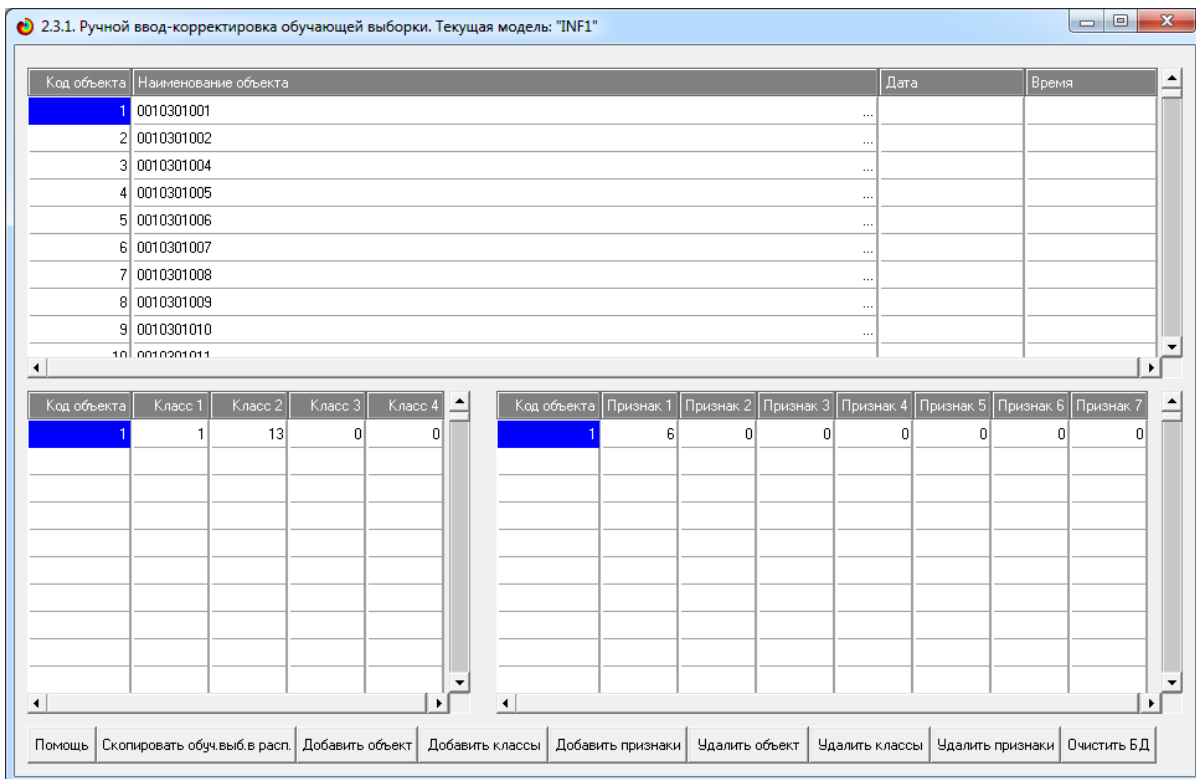 2.3.1. Ручной ввод-корректировка обучающей выборки. Текущая модель: "INF1"
Код объекта Наименование объекта Дата Время
1 0010301001 ...
2 0010301002 ...
3 0010301004 ...
4 0010301005 ...
5 0010301006 ...
6 0010301007 ...
7 0010301008 ...
8 0010301009 ...
9 0010301010 ...
10 0010301011
Код объекта Класс 1 Класс 2 Класс 3 Класс 4
1 1 13 0 0
Код объекта Признак 1 Признак 2 Признак 3 Признак 4 Признак 5 Признак 6 Признак 7
1 6 0 0 0 0 0 0
Помощь Скопировать обуч.выб.в расп. Добавить объект Добавить классы Добавить признаки Удалить объект Удалить классы Удалить признаки Очистить БД